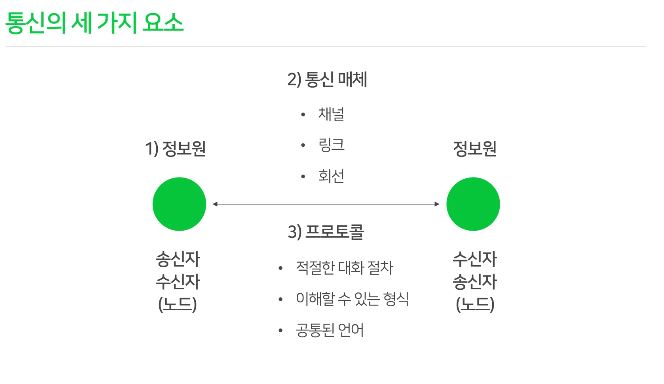 통신의 세 가지 요소
2) 통신 매체
• 채널
• 링크
• 회선
1) 정보원
정보원
3) 프로토콜
• 적절한 대화 절차
• 이해할 수 있는 형식
• 공통된 언어
송신자
수신자
(노드)
수신자
송신자
(노드)